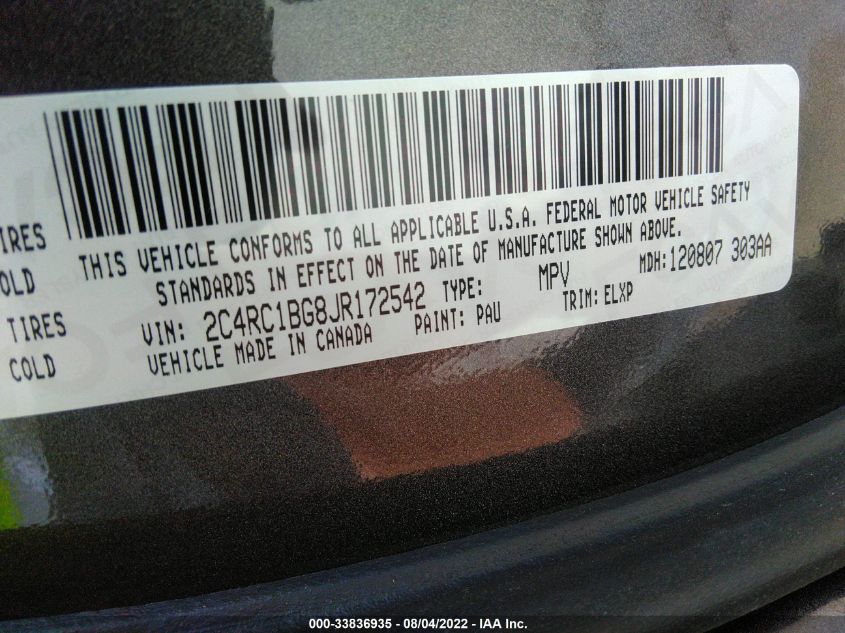 THIS VEHICLE CONFORMS TO ALL APPLICABLE U.S.A. FEDERAL MOTOR VEHICLE SAFETY
STANDARDS IN EFFECT ON THE DATE OF MANUFACTURE SHOWN ABOVE.
IRES
OLD
TIRES
COLD
MDH:120807 303AA
VIN: 2C4RC1BG8JR172542 TYPE: MPV
VEHICLE MADE IN CANADA PAINT: PAU TRIM: ELXP
000-33836935 - 08/04/2022 - IAA Inc.